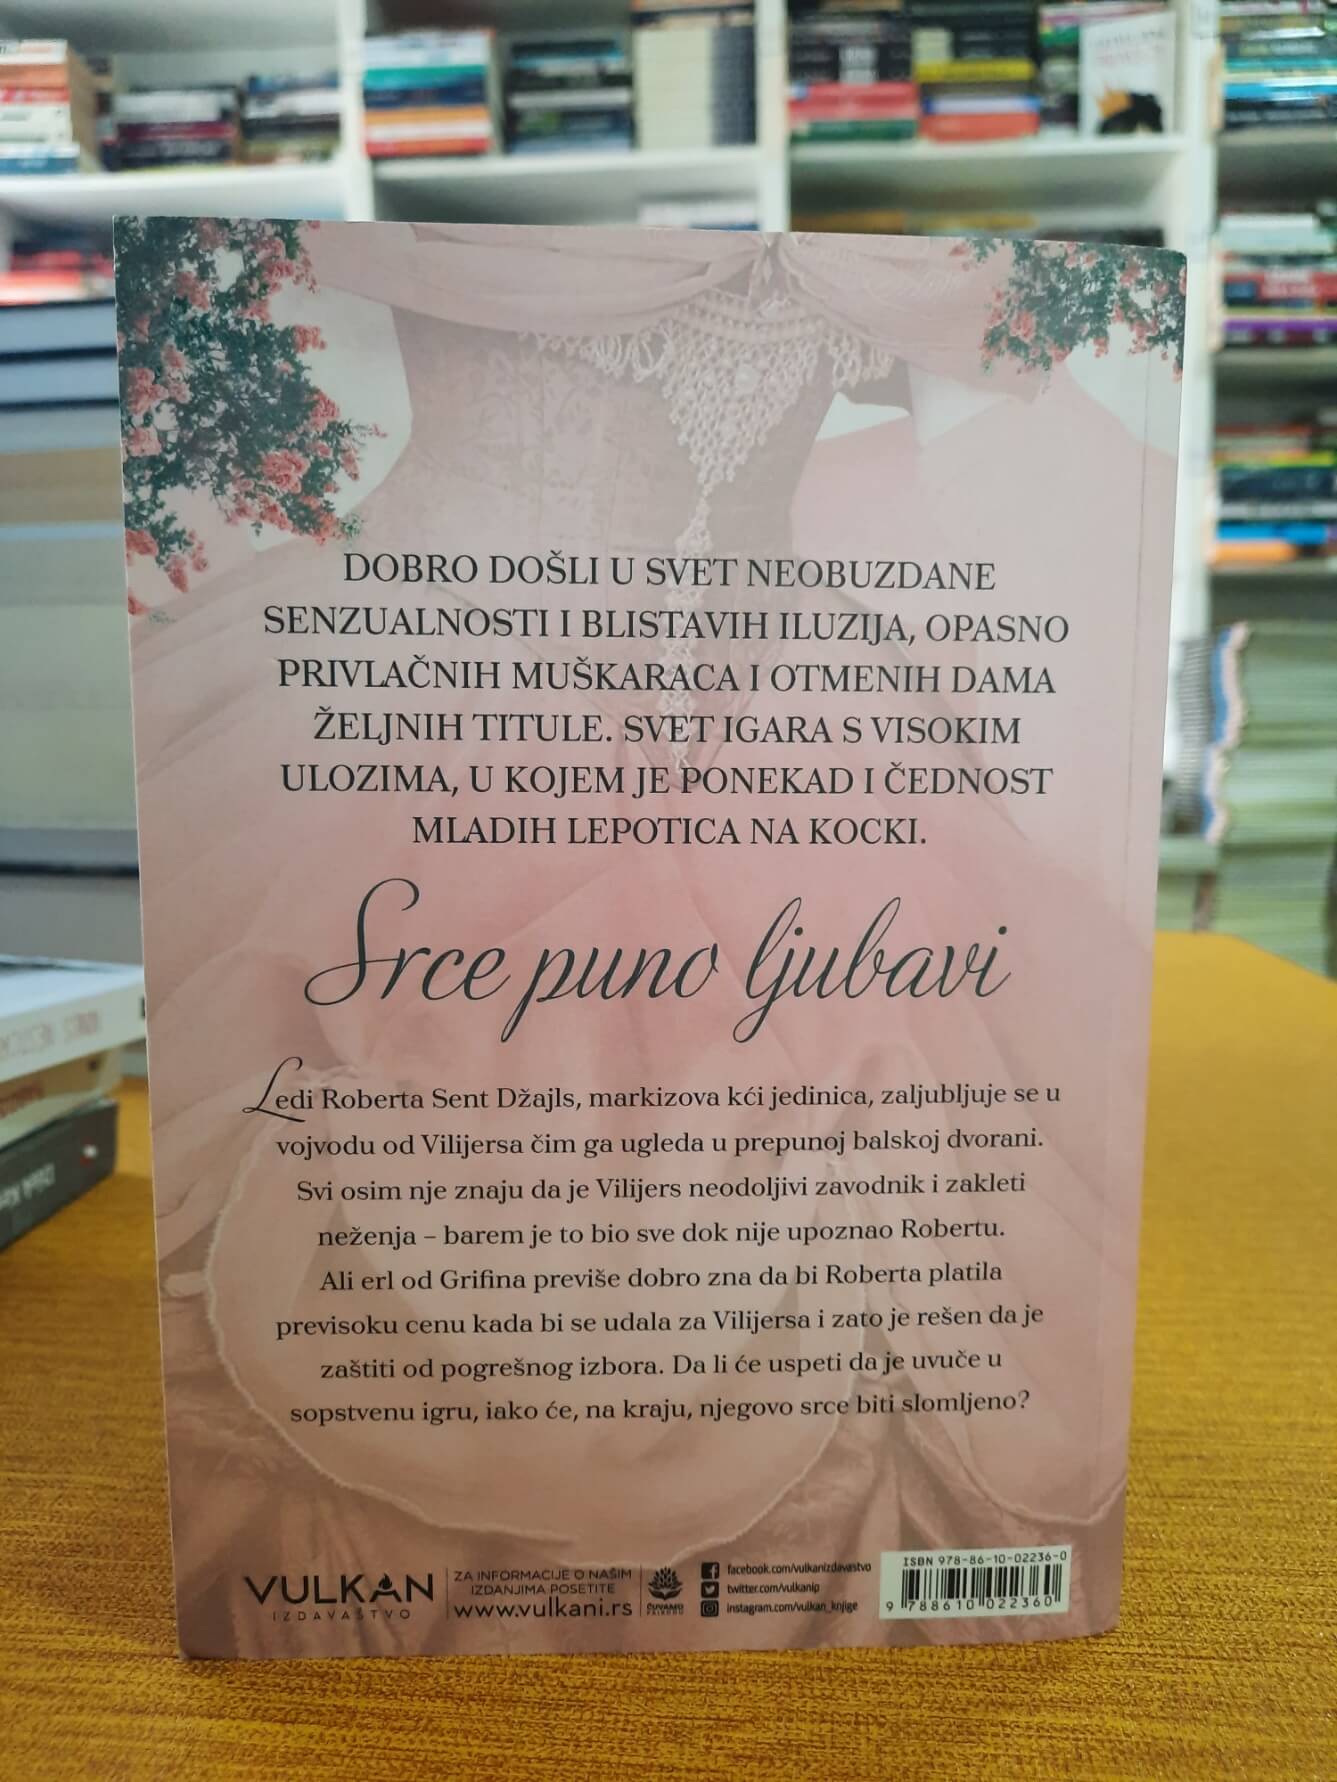 DOBRO DOŠLI U SVET NEOBUZDANE
SENZUALNOSTI I BLISTAVIH ILUZIJA, OPASNO
PRIVLAČNIH MUŠKARACA I OTMENIH DAMA
ŽELJNIH TITULE. SVET IGARA S VISOKIM
ULOZIMA, U KOJEM JE PONEKAD I ČEDNOST
MLADIH LEPOTICA NA KOCKI.
Srce puno ljubavi
Ledi Roberta Sent Džajls, markizova kći jedinica, zaljubljuje se u
vojvodu od Vilijersa čim ga ugleda u prepunoj balskoj dvorani.
Svi osim nje znaju da je Vilijers neodoljivi zavodnik i zakleti
neženja – barem je to bio sve dok nije upoznao Robertu.
Ali erl od Grifina previše dobro zna da bi Roberta platila
previsoku cenu kada bi se udala za Vilijersa i zato je rešen da je
zaštiti od pogrešnog izbora. Da li će uspeti da je uvuče u
sopstvenu igru, iako će, na kraju, njegovo srce biti slomljeno?
VULKAN
IZDAVAŠTVO
ZA INFORMACIJE O NAŠIM
IZDANJIMA POSETITE
www.vulkani.rs
ČUVAMO
PRIRODU
facebook.com/vulkanizdavastvo
twitter.com/vulkanip
instagram.com/vulkan_knjige
ISBN 978-86-10-02236-0
9 788610 022360